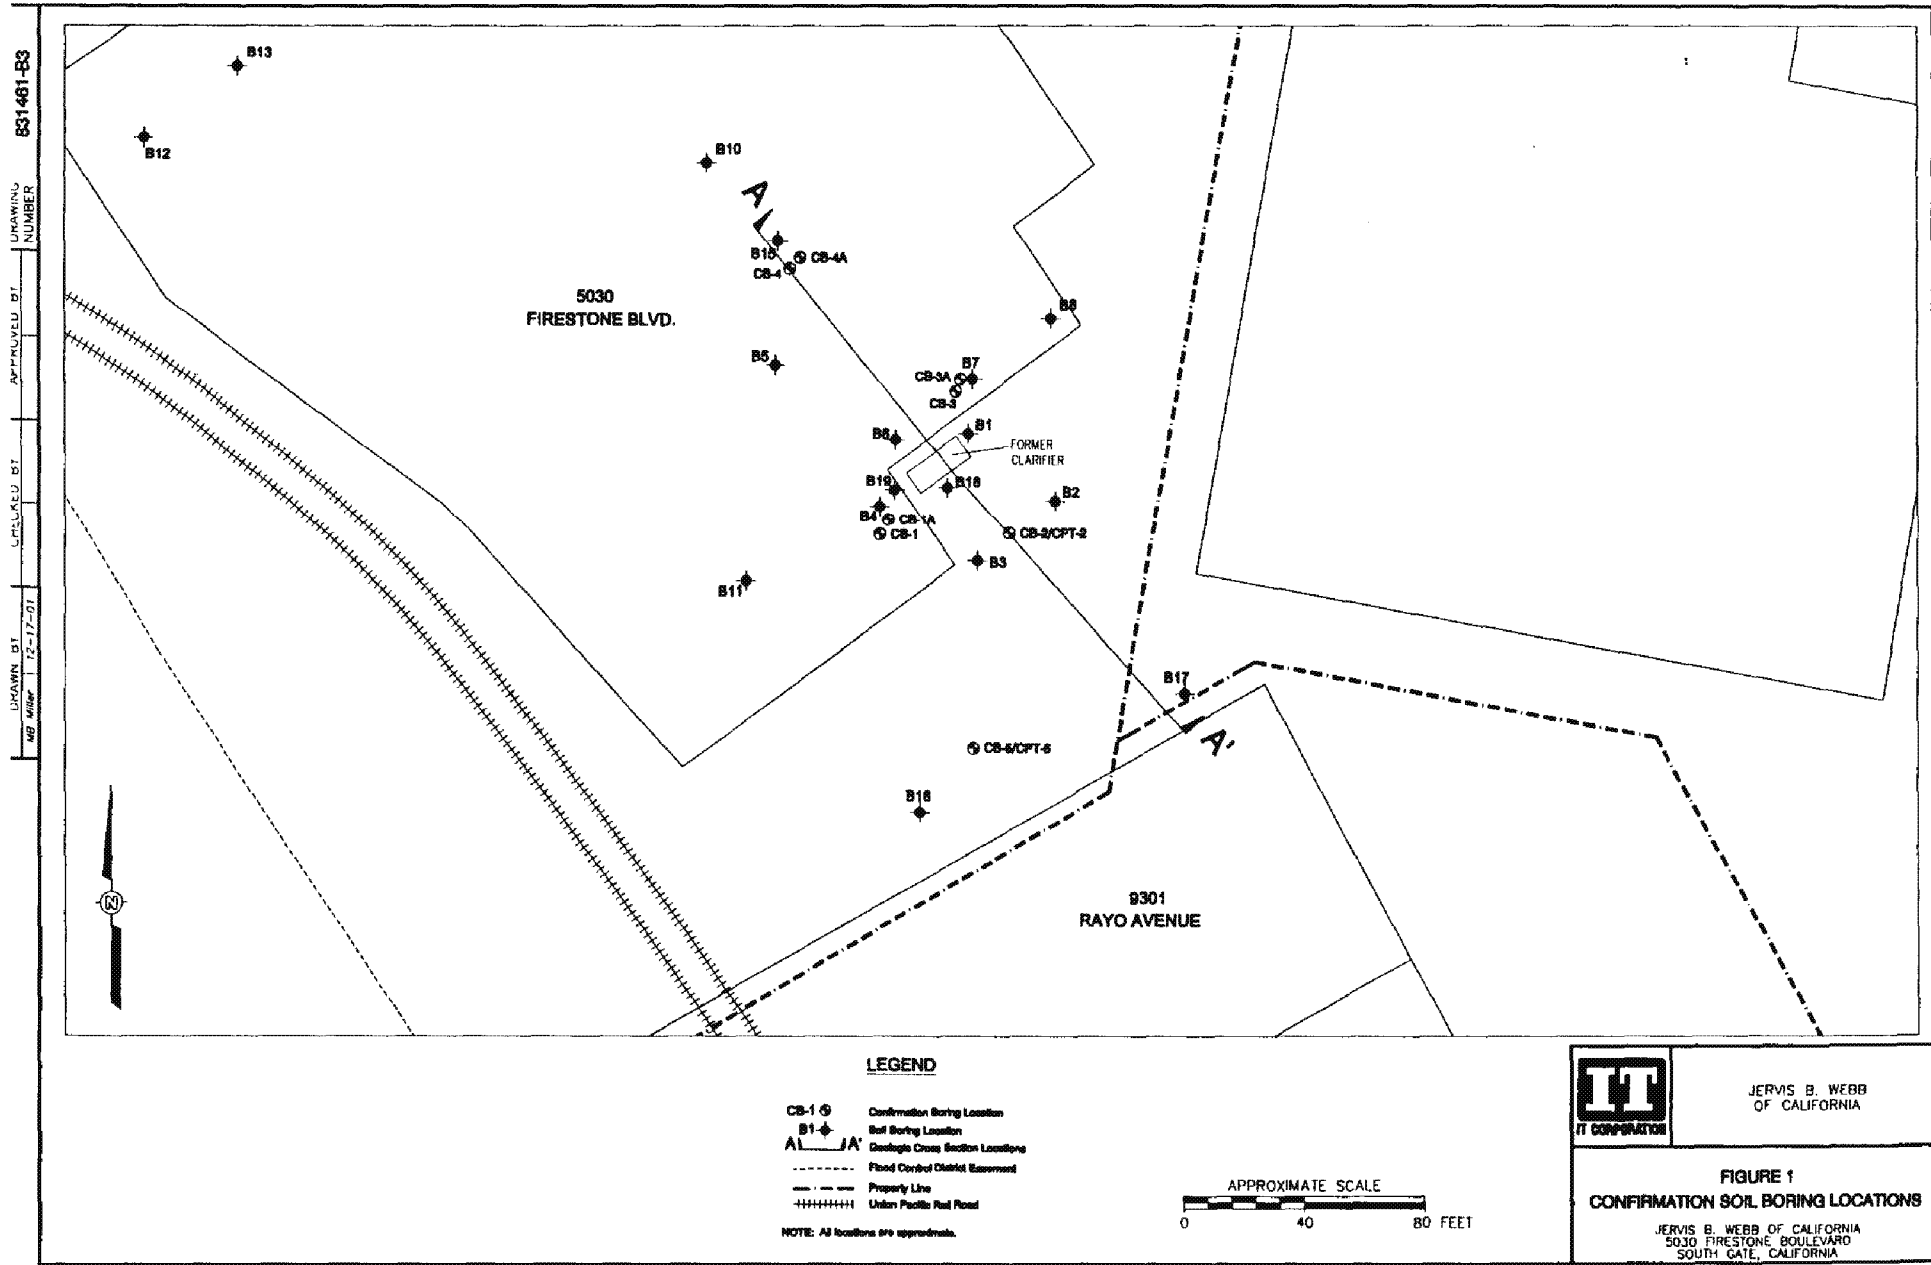 831461-B3
DRAWING
NUMBER
APPROVED BY
CHECKED BY
DRAWN BY
MB Miller 12-17-01
B13
B12
B10
A
B15
CB-4A
CB-4
5030
FIRESTONE BLVD.
B8
B5
B7
CB-3A
CB-3
B1
B6
FORMER
CLARIFIER
B19
B18
B2
B4
CB-1A
CB-1
CB-2/CPT-2
B3
B11
B17
A'
CB-5/CPT-5
B16
N
9301
RAYO AVENUE
LEGEND
CB-1 Confirmation Boring Location
B1 Soil Boring Location
A A' Geologic Cross Section Locations
Flood Control District Easement
Property Line
Union Pacific Rail Road
NOTE: All locations are approximate.
APPROXIMATE SCALE
0 40 80 FEET
IT
IT CORPORATION
JERVIS B. WEBB
OF CALIFORNIA
FIGURE 1
CONFIRMATION SOIL BORING LOCATIONS
JERVIS B. WEBB OF CALIFORNIA
5030 FIRESTONE BOULEVARD
SOUTH GATE, CALIFORNIA